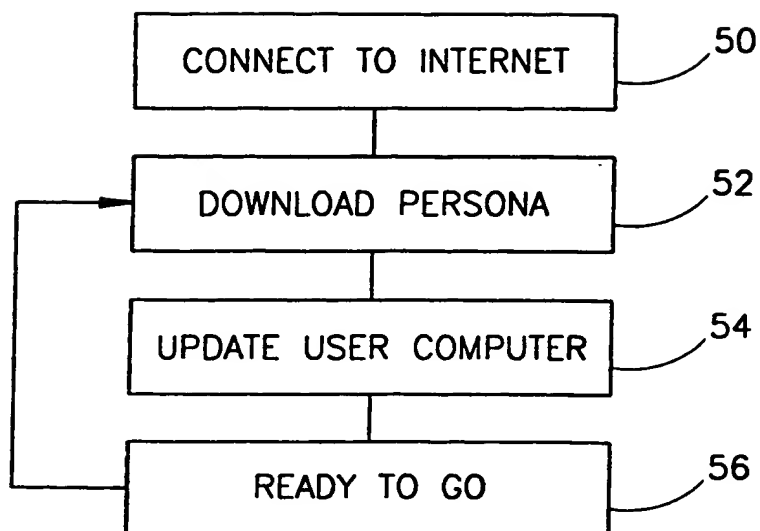 CONNECT TO INTERNET 50
DOWNLOAD PERSONA 52
UPDATE USER COMPUTER 54
READY TO GO 56